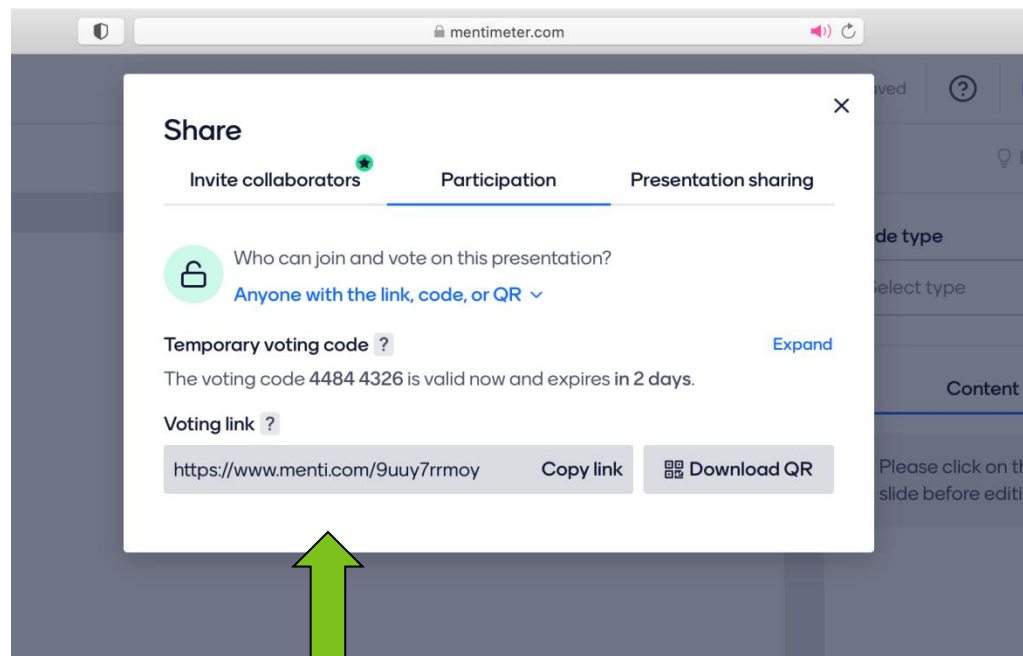 mentimeter.com
aved
Share
Invite collaborators
Participation
Presentation sharing
Who can join and vote on this presentation?
Anyone with the link, code, or QR
Temporary voting code ?
Expand
The voting code 4484 4326 is valid now and expires in 2 days.
Voting link ?
https://www.menti.com/9uuy7rrmoy
Copy link
Download QR
?
de type
Select type
Content
Please click on th
slide before editi